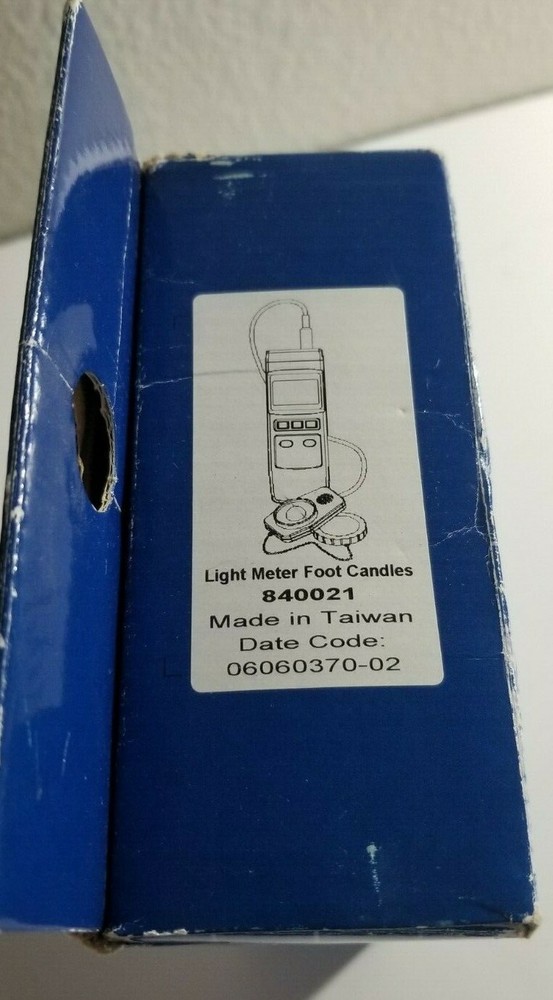 Light Meter Foot Candles
840021
Made in Taiwan
Date Code:
06060370-02